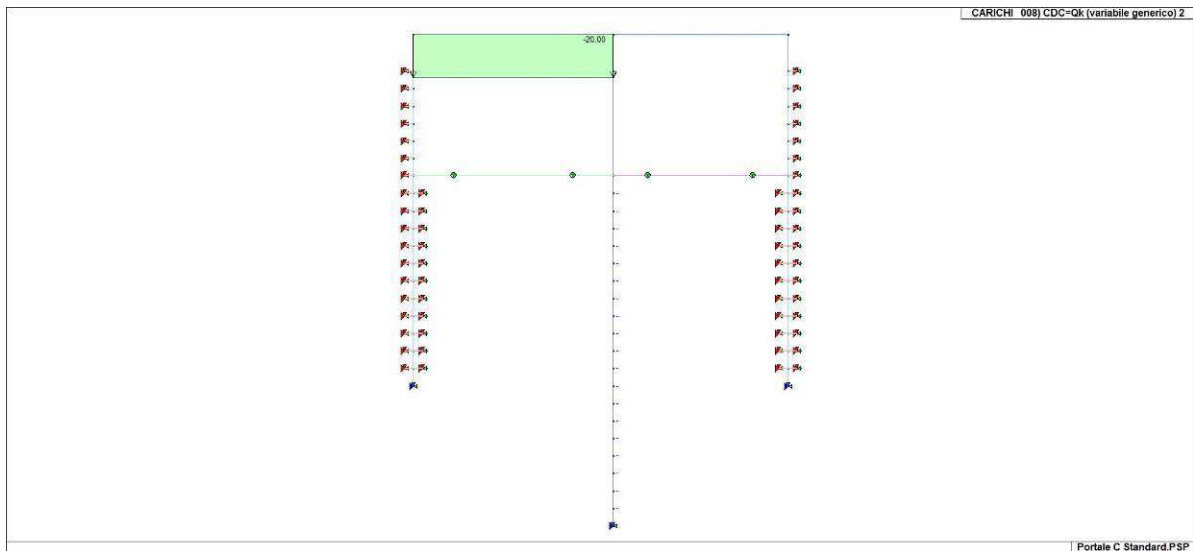 CARICHI 008) CDC=Qk (variabile generico) 2
-20.00
Portale C Standard.PSP